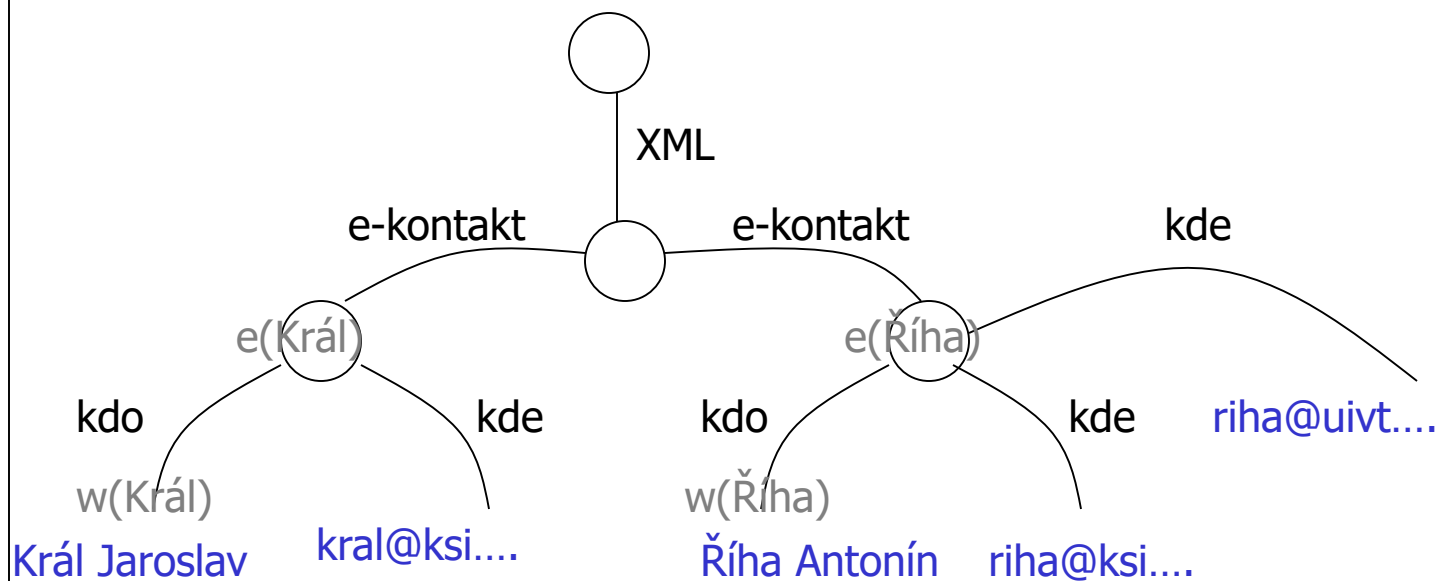 XML
e-kontakt e-kontakt kde
e(Král) e(Říha)
kdo kde kdo kde riha@uivt….
w(Král) w(Říha)
Král Jaroslav kral@ksi…. Říha Antonín riha@ksi….